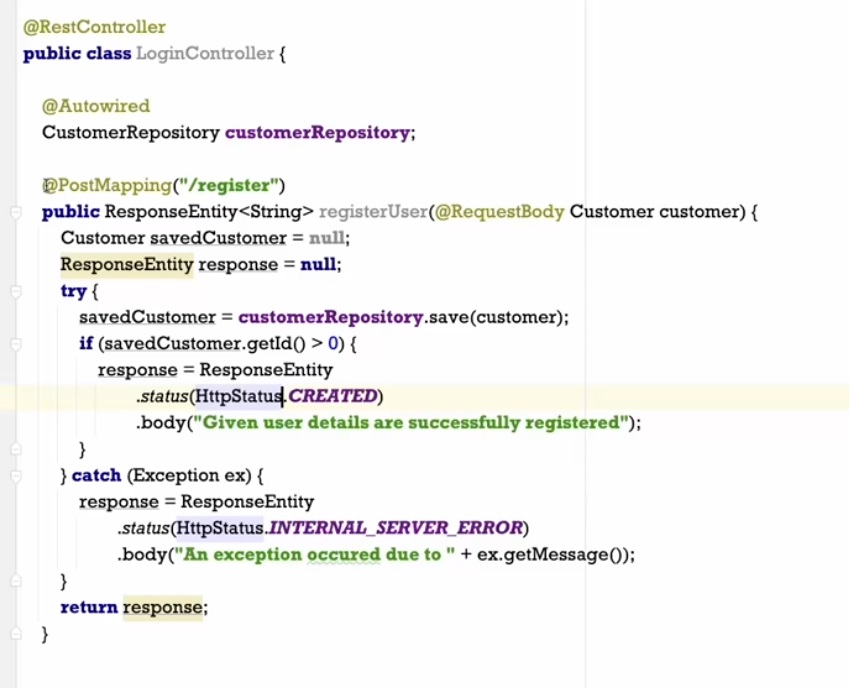 @RestController
public class LoginController {
@Autowired
CustomerRepository customerRepository;
@PostMapping("/register")
public ResponseEntity<String> registerUser(@RequestBody Customer customer) {
Customer savedCustomer = null;
ResponseEntity response = null;
try {
savedCustomer = customerRepository.save(customer);
if (savedCustomer.getId() > 0) {
response = ResponseEntity
.status(HttpStatus.CREATED)
.body("Given user details are successfully registered");
}
} catch (Exception ex) {
response = ResponseEntity
.status(HttpStatus.INTERNAL_SERVER_ERROR)
.body("An exception occured due to " + ex.getMessage());
}
return response;
}